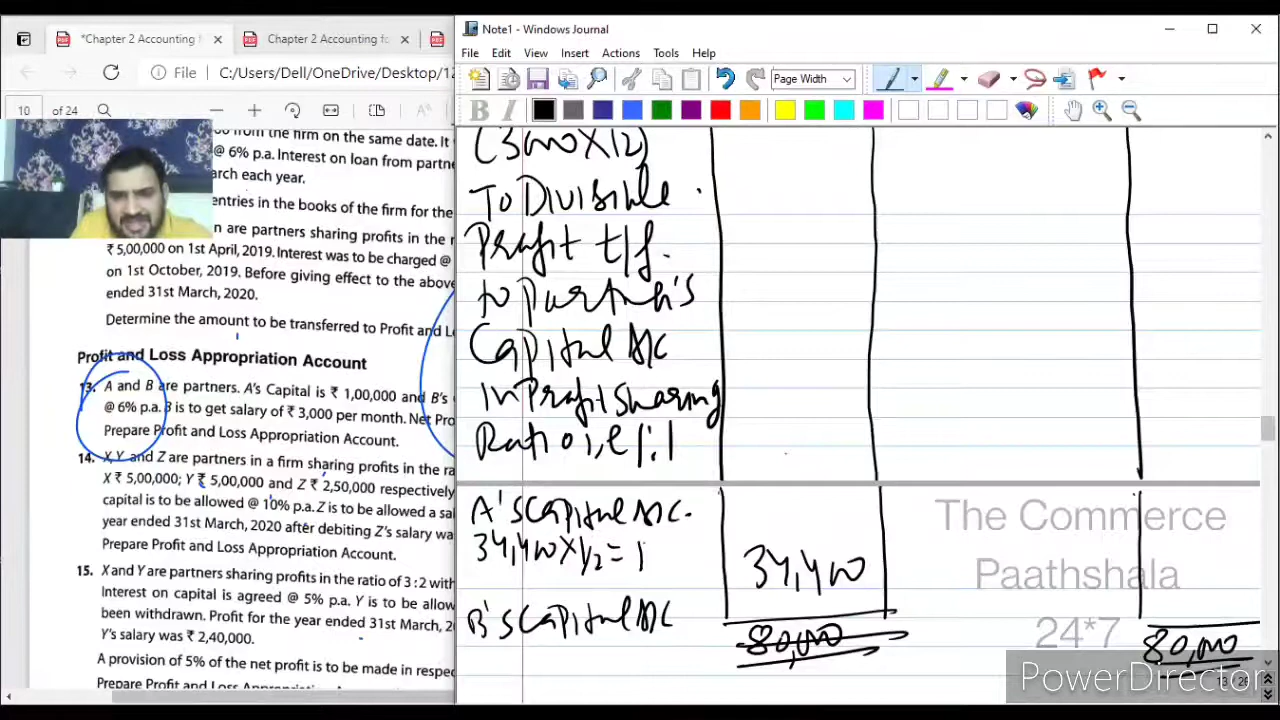 *Chapter 2 Accounting fo
Chapter 2 Accounting fo
File
C:/Users/Dell/OneDrive/Desktop/12
10 of 24
from the firm on the same date. It
@ 6% p.a. Interest on loan from partne
arch each year.
entries in the books of the firm for the
n are partners sharing profits in the r
₹ 5,00,000 on 1st April, 2019. Interest was to be charged @
on 1st October, 2019. Before giving effect to the above
ended 31st March, 2020.
Determine the amount to be transferred to Profit and Lo
Profit and Loss Appropriation Account
13. A and B are partners. A's Capital is ₹ 1,00,000 and B's
@ 6% p.a. B is to get salary of ₹ 3,000 per month. Net Pro
Prepare Profit and Loss Appropriation Account.
14. X, Y and Z are partners in a firm sharing profits in the ra
X ₹ 5,00,000; Y ₹ 5,00,000 and Z ₹ 2,50,000 respectively
capital is to be allowed @ 10% p.a. Z is to be allowed a sal
year ended 31st March, 2020 after debiting Z's salary wa
Prepare Profit and Loss Appropriation Account.
15. X and Y are partners sharing profits in the ratio of 3 : 2 with
Interest on capital is agreed @ 5% p.a. Y is to be allow
been withdrawn. Profit for the year ended 31st March, 2
Y's salary was ₹ 2,40,000.
A provision of 5% of the net profit is to be made in respec
Prepare Profit and Loss Appropriation Account
Note1 - Windows Journal
File Edit View Insert Actions Tools Help
Page Width
B I
(3000X12)
To Divisible
Profit t/f.
to Partner's
Capital A/c
In Profit Sharing
Ratio i,e 1:1
A's Capital A/c.
34,400 X 1/2 = 1
34,400
B's Capital A/c
80,000
80,000
The Commerce
Paathshala
24*7
PowerDirector